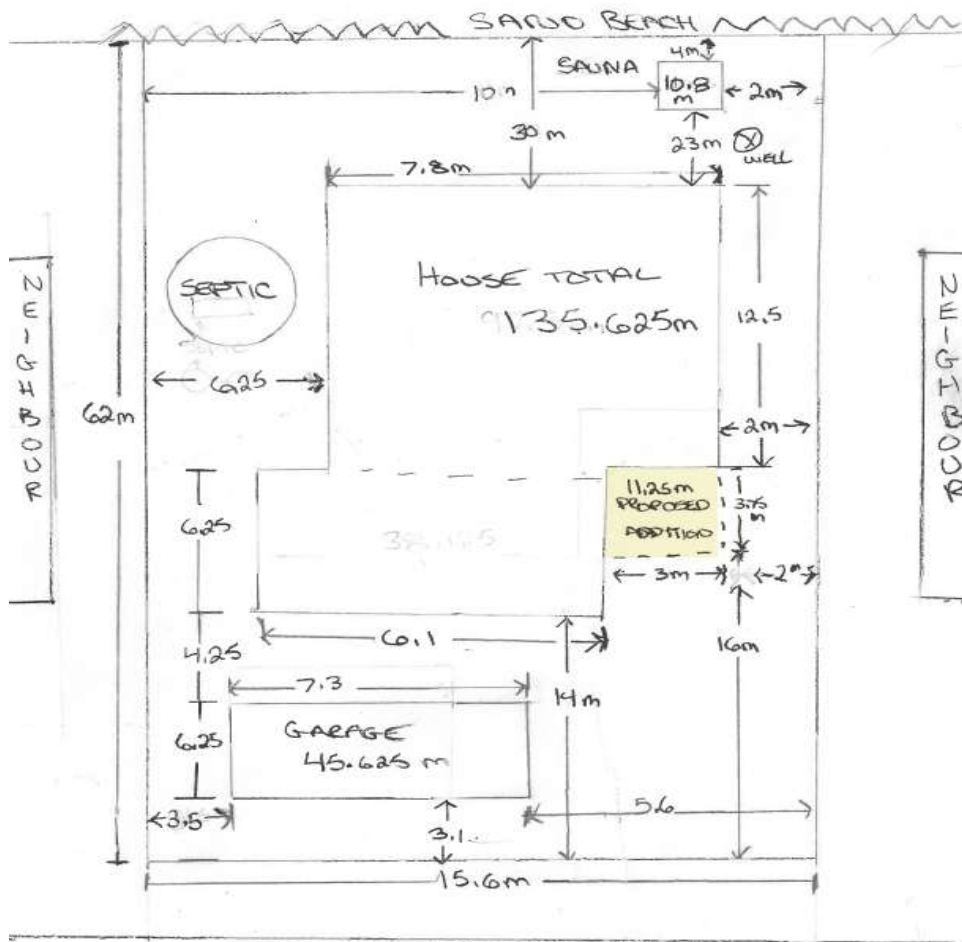 SAND BEACH
4m
SAUNA
10.8
m
2m
10m
30m
23m
WELL
7.8m
SEPTIC
HOUSE TOTAL
135.625m
12.5
6.25
62m
2m
NEIGHBOUR
NEIGHBOUR
11.25m
PROPOSED
ADDITION
3.75
m
6.25
3m
2m
6.1
4.25
16m
7.3
14m
GARAGE
45.625 m
6.25
5.6
3.5
3.1
15.6m